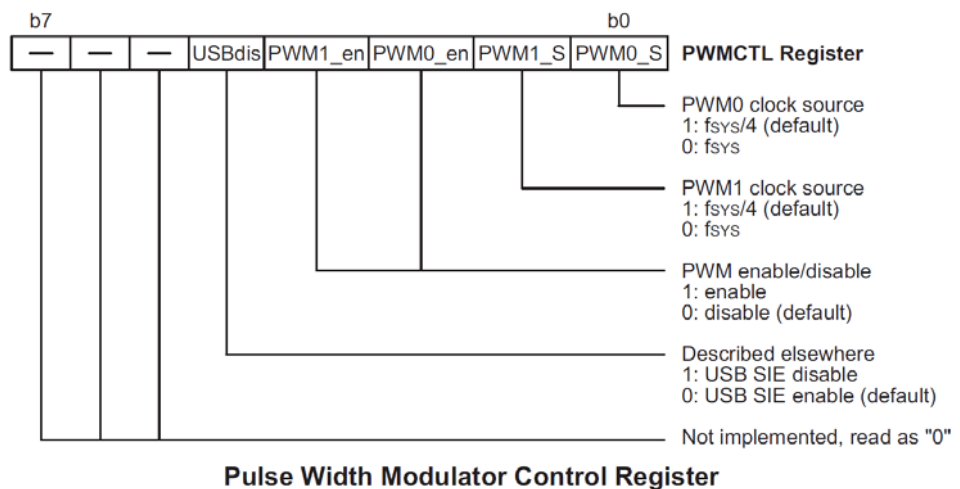 b7 b0
— — — USBdis PWM1_en PWM0_en PWM1_S PWM0_S PWMCTL Register
PWM0 clock source
1: fSYS/4 (default)
0: fSYS
PWM1 clock source
1: fSYS/4 (default)
0: fSYS
PWM enable/disable
1: enable
0: disable (default)
Described elsewhere
1: USB SIE disable
0: USB SIE enable (default)
Not implemented, read as "0"
Pulse Width Modulator Control Register